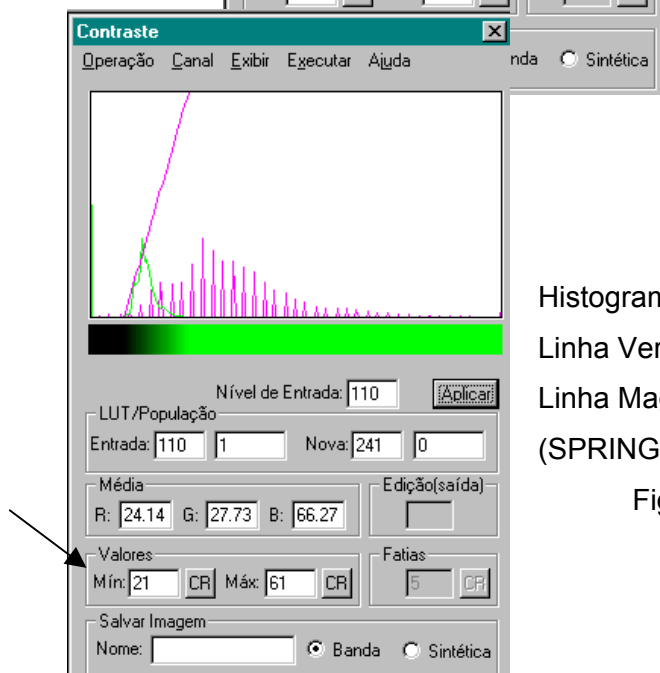 Contraste
Operação Canal Exibir Executar Ajuda
nda Sintética
Nível de Entrada: 110 Aplicar
LUT/População
Entrada: 110 1 Nova: 241 0
Média Edição(saída)
R: 24.14 G: 27.73 B: 66.27
Valores Fatias
Mín: 21 CR Máx: 61 CR 5 CR
Salvar Imagem
Nome: Banda Sintética
Histogran
Linha Ver
Linha Mac
(SPRING
Fig